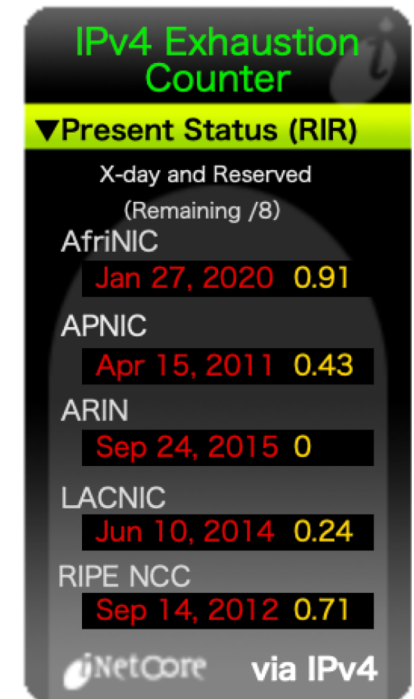 IPv4 Exhaustion
Counter
▼Present Status (RIR)
X-day and Reserved
(Remaining /8)
AfriNIC
Jan 27, 2020 0.91
APNIC
Apr 15, 2011 0.43
ARIN
Sep 24, 2015 0
LACNIC
Jun 10, 2014 0.24
RIPE NCC
Sep 14, 2012 0.71
iNetCore via IPv4